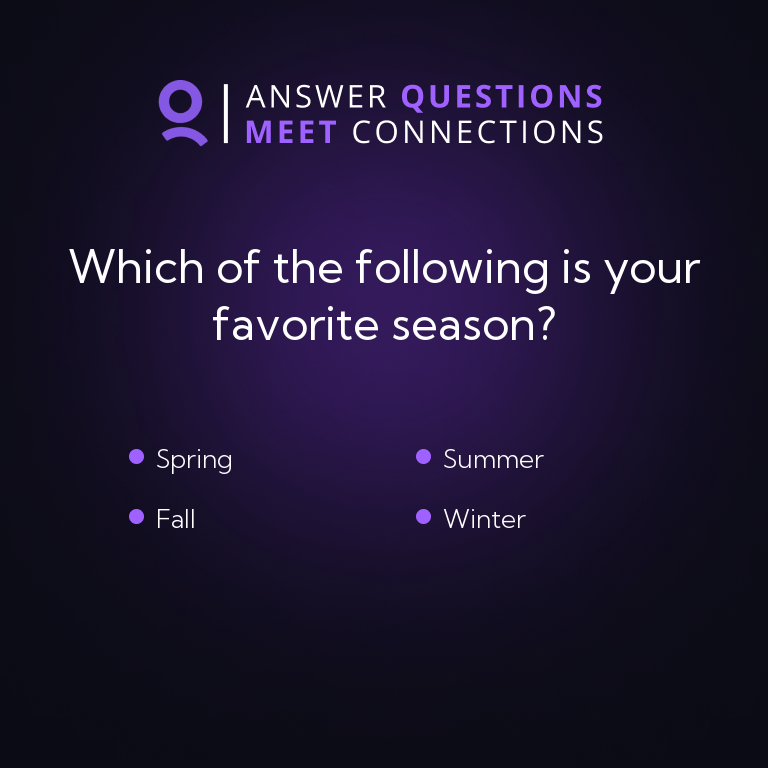 ANSWER QUESTIONS
MEET CONNECTIONS
Which of the following is your
favorite season?
Spring
Summer
Fall
Winter